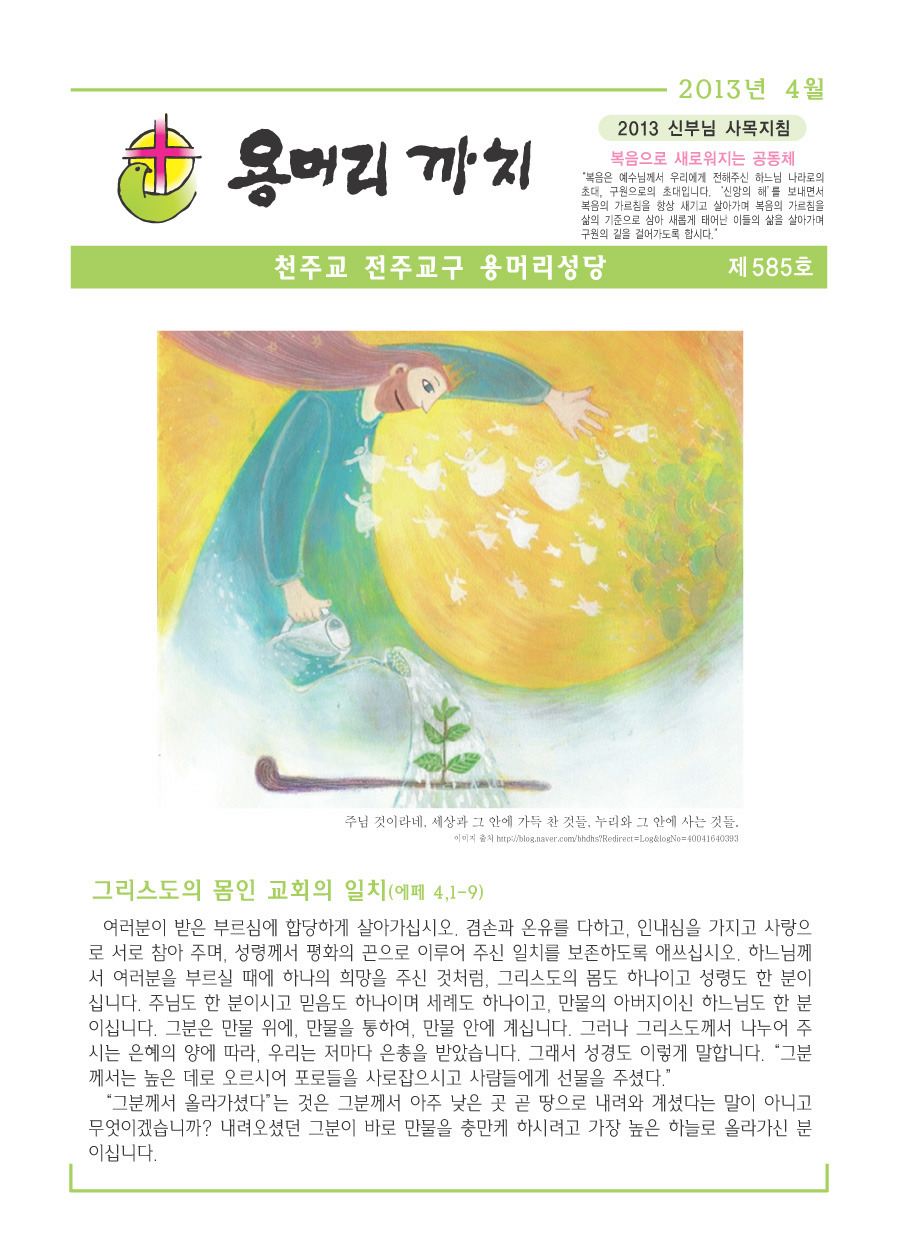 2013년 4월
용머리 까치
2013 신부님 사목지침
복음으로 새로워지는 공동체
"복음은 예수님께서 우리에게 전해주신 하느님 나라로의
초대, 구원으로의 초대입니다. '신앙의 해'를 보내면서
복음의 가르침을 항상 새기고 살아가며 복음의 가르침을
삶의 기준으로 삼아 새롭게 태어난 이들의 삶을 살아가며
구원의 길을 걸어가도록 합시다."
천주교 전주교구 용머리성당
제585호
주님 것이라네, 세상과 그 안에 가득 찬 것들, 누리와 그 안에 사는 것들.
이미지 출처 http://blog.naver.com/bhdhs?Redirect=Log&logNo=40041640393
그리스도의 몸인 교회의 일치(에페 4,1-9)
여러분이 받은 부르심에 합당하게 살아가십시오. 겸손과 온유를 다하고, 인내심을 가지고 사랑으
로 서로 참아 주며, 성령께서 평화의 끈으로 이루어 주신 일치를 보존하도록 애쓰십시오. 하느님께
서 여러분을 부르실 때에 하나의 희망을 주신 것처럼, 그리스도의 몸도 하나이고 성령도 한 분이
십니다. 주님도 한 분이시고 믿음도 하나이며 세례도 하나이고, 만물의 아버지이신 하느님도 한 분
이십니다. 그분은 만물 위에, 만물을 통하여, 만물 안에 계십니다. 그러나 그리스도께서 나누어 주
시는 은혜의 양에 따라, 우리는 저마다 은총을 받았습니다. 그래서 성경도 이렇게 말합니다. "그분
께서는 높은 데로 오르시어 포로들을 사로잡으시고 사람들에게 선물을 주셨다."
"그분께서 올라가셨다"는 것은 그분께서 아주 낮은 곳 곧 땅으로 내려와 계셨다는 말이 아니고
무엇이겠습니까? 내려오셨던 그분이 바로 만물을 충만케 하시려고 가장 높은 하늘로 올라가신 분
이십니다.